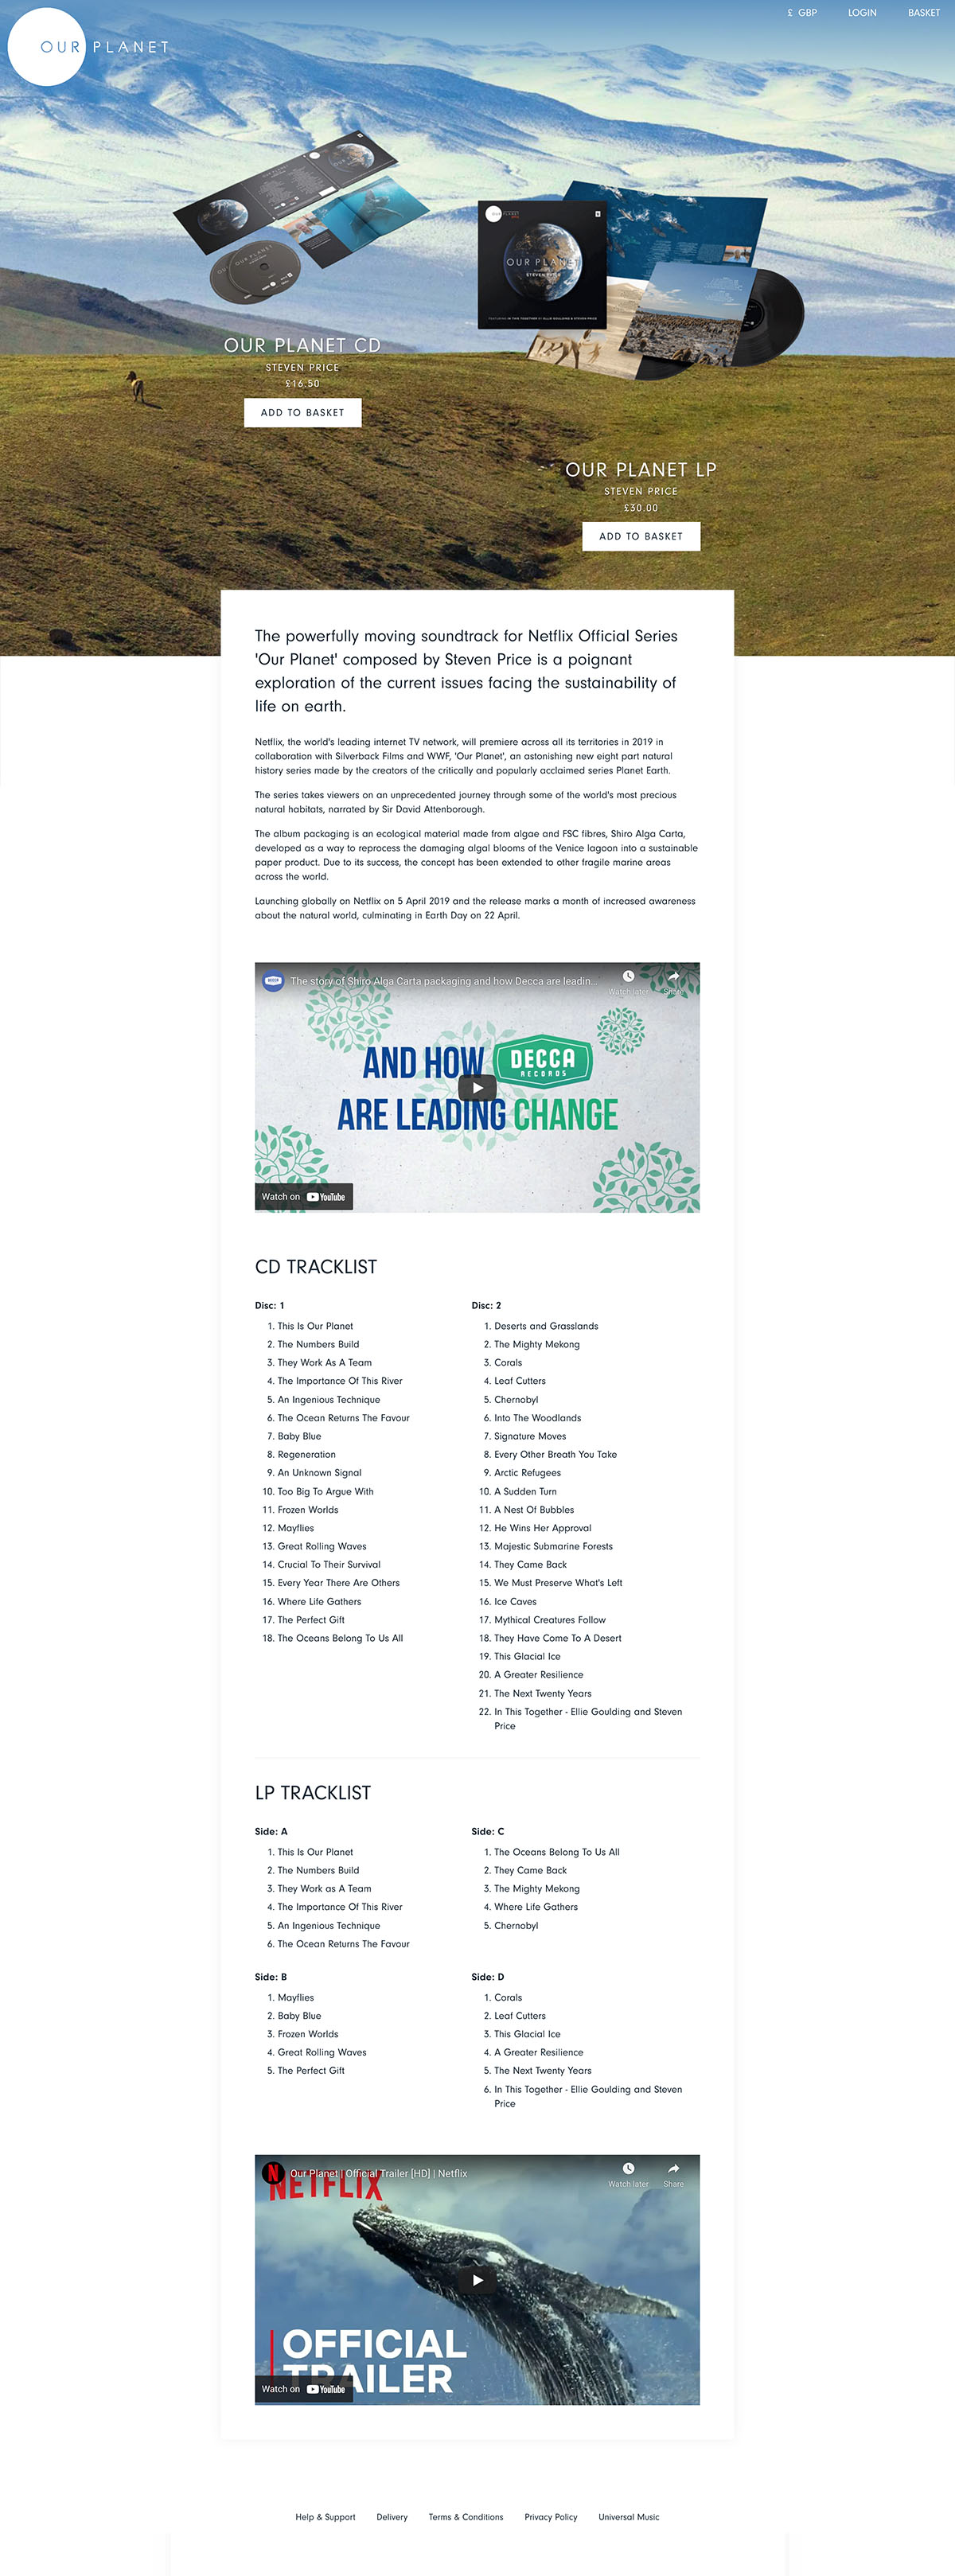 £ GBP LOGIN BASKET
OUR PLANET
OUR PLANET
STEVEN PRICE
OUR PLANET CD
STEVEN PRICE
£16.50
ADD TO BASKET
OUR PLANET LP
STEVEN PRICE
£30.00
ADD TO BASKET
The powerfully moving soundtrack for Netflix Official Series
'Our Planet' composed by Steven Price is a poignant
exploration of the current issues facing the sustainability of
life on earth.
Netflix, the world's leading internet TV network, will premiere across all its territories in 2019 in
collaboration with Silverback Films and WWF, 'Our Planet', an astonishing new eight part natural
history series made by the creators of the critically and popularly acclaimed series Planet Earth.
The series takes viewers on an unprecedented journey through some of the world's most precious
natural habitats, narrated by Sir David Attenborough.
The album packaging is an ecological material made from algae and FSC fibres, Shiro Alga Carta,
developed as a way to reprocess the damaging algal blooms of the Venice lagoon into a sustainable
paper product. Due to its success, the concept has been extended to other fragile marine areas
across the world.
Launching globally on Netflix on 5 April 2019 and the release marks a month of increased awareness
about the natural world, culminating in Earth Day on 22 April.
The story of Shiro Alga Carta packaging and how Decca are leadin...
Watch later Share
AND HOW DECCA RECORDS
ARE LEADING CHANGE
Watch on YouTube
CD TRACKLIST
Disc: 1
1. This Is Our Planet
2. The Numbers Build
3. They Work As A Team
4. The Importance Of This River
5. An Ingenious Technique
6. The Ocean Returns The Favour
7. Baby Blue
8. Regeneration
9. An Unknown Signal
10. Too Big To Argue With
11. Frozen Worlds
12. Mayflies
13. Great Rolling Waves
14. Crucial To Their Survival
15. Every Year There Are Others
16. Where Life Gathers
17. The Perfect Gift
18. The Oceans Belong To Us All
Disc: 2
1. Deserts and Grasslands
2. The Mighty Mekong
3. Corals
4. Leaf Cutters
5. Chernobyl
6. Into The Woodlands
7. Signature Moves
8. Every Other Breath You Take
9. Arctic Refugees
10. A Sudden Turn
11. A Nest Of Bubbles
12. He Wins Her Approval
13. Majestic Submarine Forests
14. They Came Back
15. We Must Preserve What's Left
16. Ice Caves
17. Mythical Creatures Follow
18. They Have Come To A Desert
19. This Glacial Ice
20. A Greater Resilience
21. The Next Twenty Years
22. In This Together - Ellie Goulding and Steven
Price
LP TRACKLIST
Side: A
1. This Is Our Planet
2. The Numbers Build
3. They Work as A Team
4. The Importance Of This River
5. An Ingenious Technique
6. The Ocean Returns The Favour
Side: C
1. The Oceans Belong To Us All
2. They Came Back
3. The Mighty Mekong
4. Where Life Gathers
5. Chernobyl
Side: B
1. Mayflies
2. Baby Blue
3. Frozen Worlds
4. Great Rolling Waves
5. The Perfect Gift
Side: D
1. Corals
2. Leaf Cutters
3. This Glacial Ice
4. A Greater Resilience
5. The Next Twenty Years
6. In This Together - Ellie Goulding and Steven
Price
Our Planet | Official Trailer [HD] | Netflix
Watch later Share
NETFLIX
OFFICIAL
TRAILER
Watch on YouTube
Help & Support Delivery Terms & Conditions Privacy Policy Universal Music